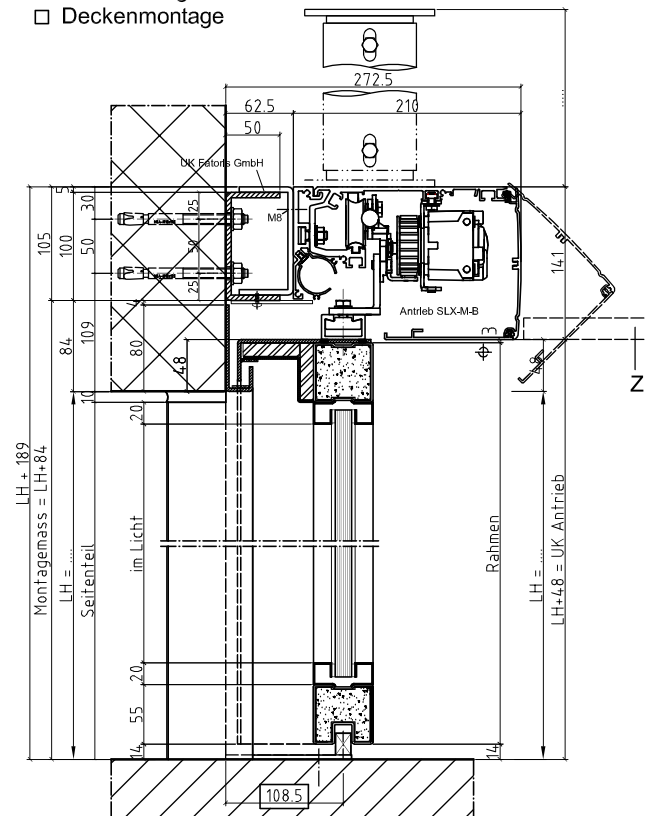 □ Deckenmontage
272.5
62.5
210
50
UK Fatoris GmbH
M8
5
30
25
105
100
50
50
25
141
Antrieb SLX-M-B
3
4
109
84
80
48
10
20
Z
LH + 189
Montagemass = LH+84
LH = ....
Seitenteil
im Licht
Rahmen
LH = ....
LH+48 = UK Antrieb
20
55
14
14
108.5